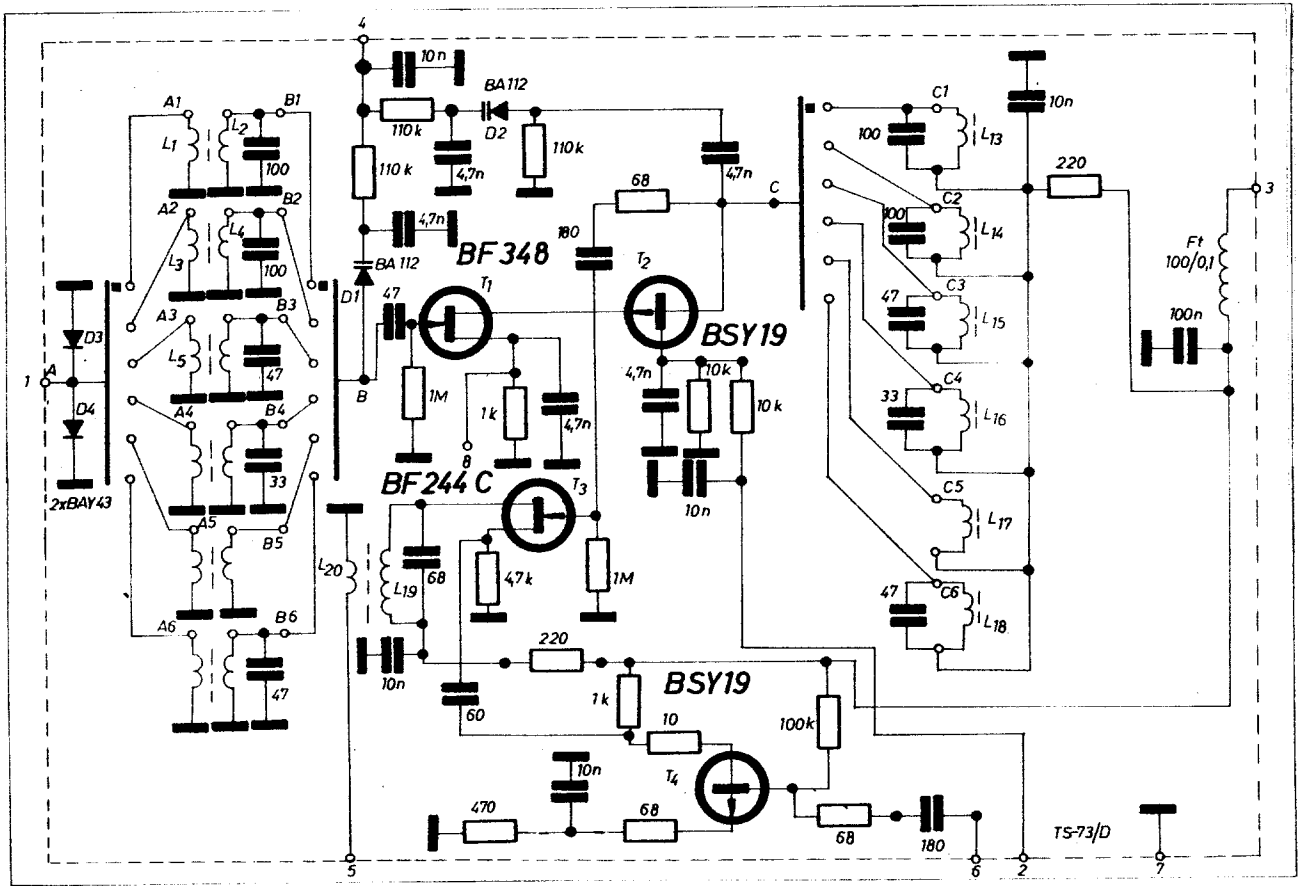 4
10n
BA 112
D2
110k
4,7n
110k
110k
4,7n
BA 112
D1
4,7n
68
180
C
A1
L1
L2
B1
100
A2
L3
L4
B2
100
A3
L5
B3
47
A4
B4
33
A5
B5
A6
B6
47
1
A
D3
D4
2xBAY43
B
47
BF348
T1
1M
8
1k
4,7n
T2
BSY19
4,7n
10k
10k
10n
BF244 C
T3
4,7k
1M
L20
L19
68
10n
60
220
1k
BSY19
10
100k
T4
10n
470
68
68
180
C1
100
L13
C2
100
L14
C3
47
L15
C4
33
L16
C5
L17
C6
47
L18
10n
220
3
Ft
100/0,1
100n
5
6
2
TS-73/D
7